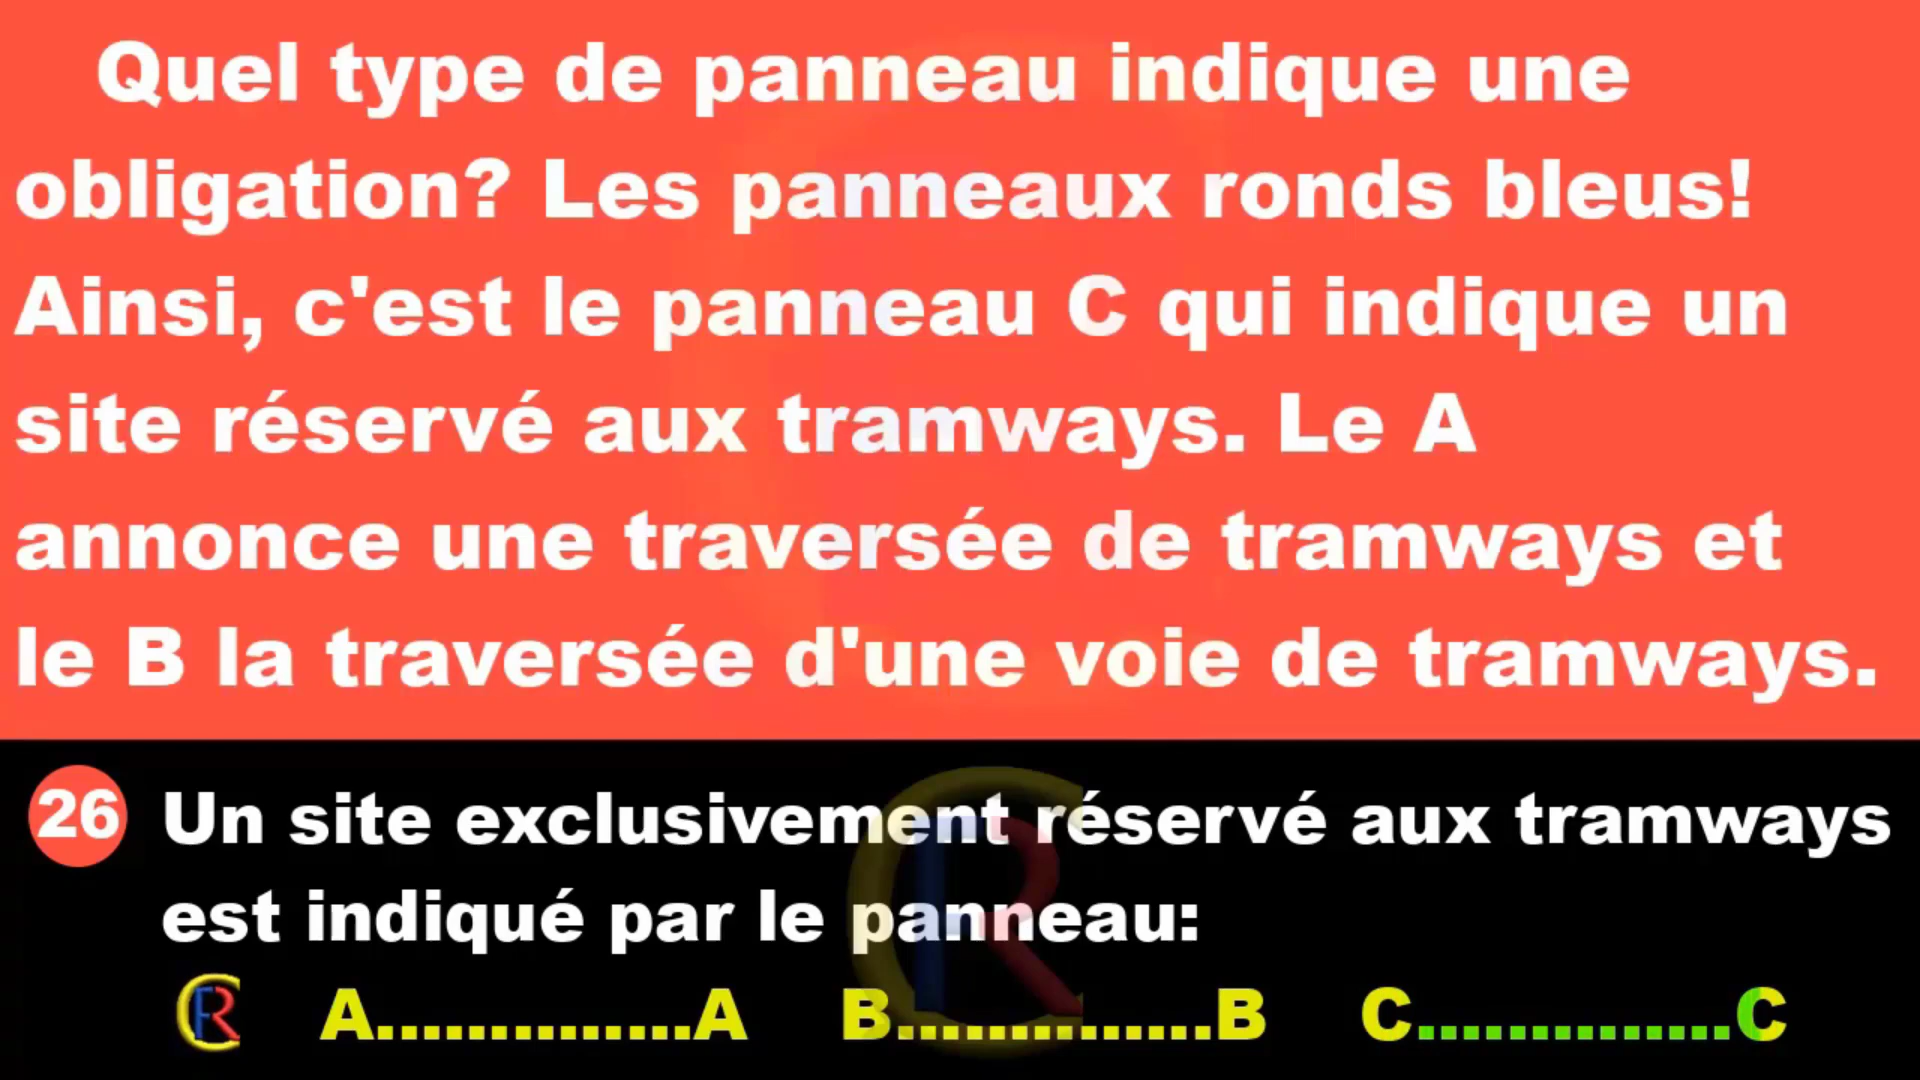 Quel type de panneau indique une
obligation? Les panneaux ronds bleus!
Ainsi, c'est le panneau C qui indique un
site réservé aux tramways. Le A
annonce une traversée de tramways et
le B la traversée d'une voie de tramways.
26 Un site exclusivement réservé aux tramways
est indiqué par le panneau:
CFR A..............A B..............B C..............C